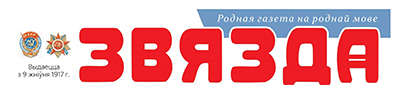 Родная газета на роднай мове
ЗВЯЗДА
Выдаецца
з 9 жніўня 1917 г.